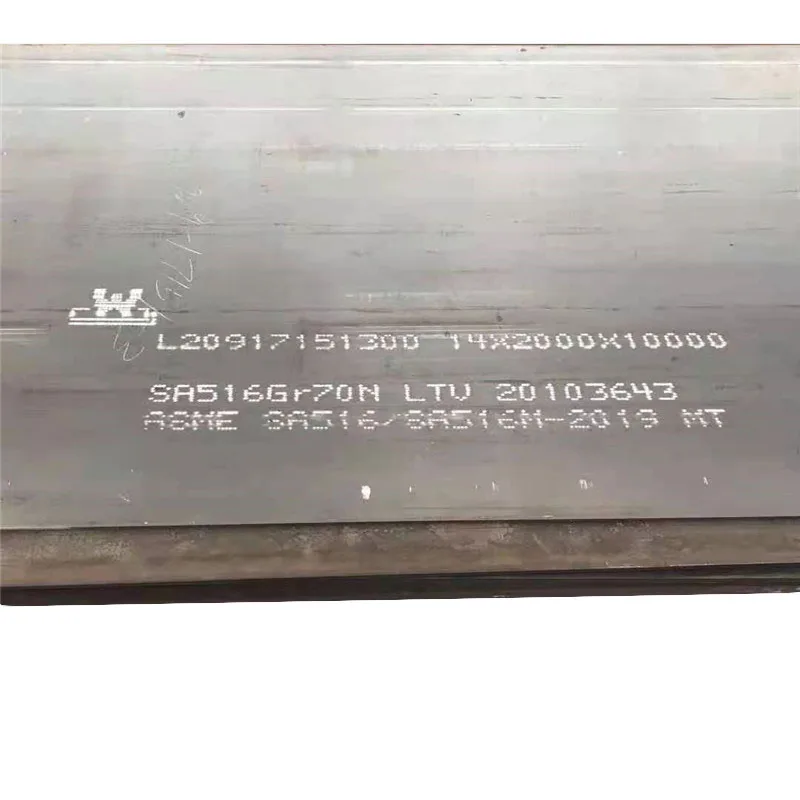 L20917151300 14X2000X10000
SA516Gr70N LTV 20103643
ASME SA516/SA516M-2019 MT